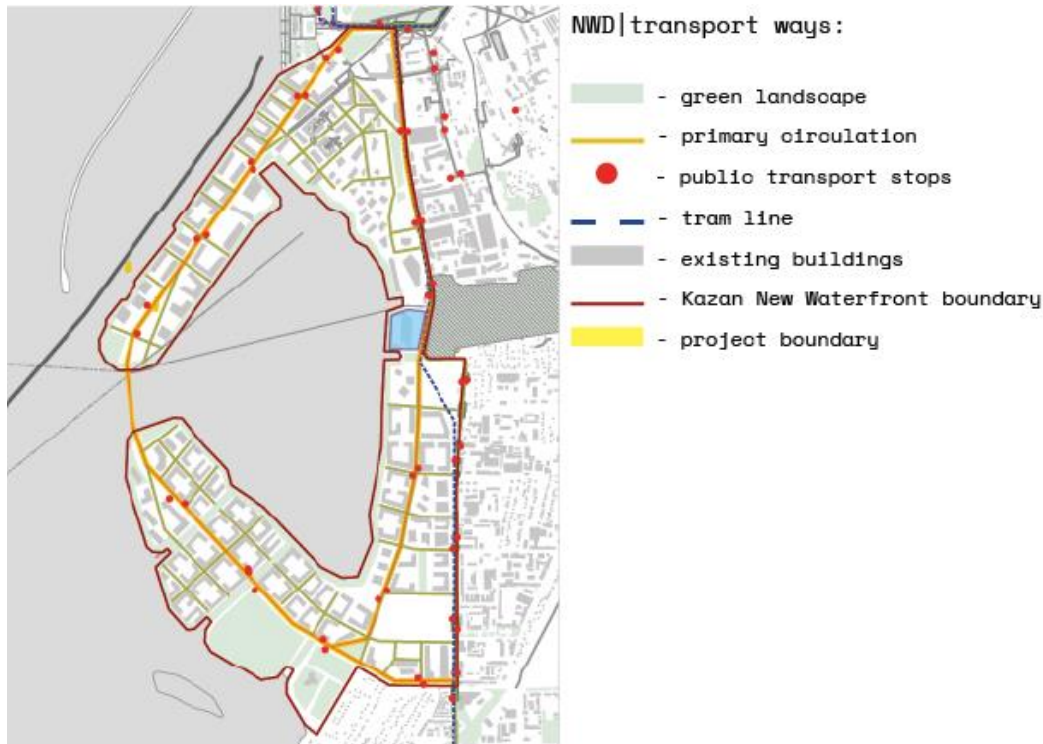 NWD|transport ways:
- green landscape
- primary circulation
- public transport stops
- tram line
- existing buildings
- Kazan New Waterfront boundary
- project boundary